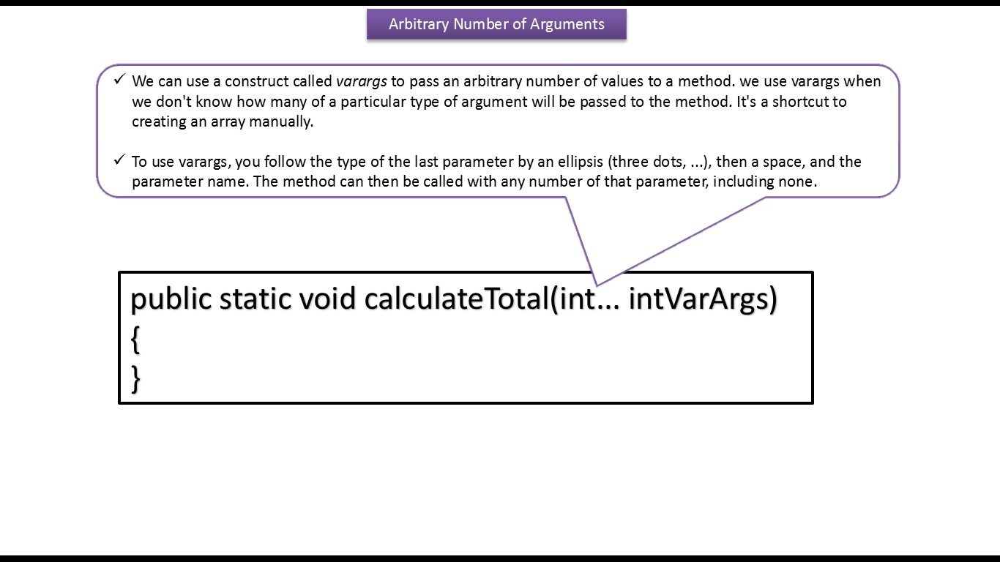 Arbitrary Number of Arguments
✓ We can use a construct called varargs to pass an arbitrary number of values to a method. we use varargs when
we don't know how many of a particular type of argument will be passed to the method. It's a shortcut to
creating an array manually.
✓ To use varargs, you follow the type of the last parameter by an ellipsis (three dots, ...), then a space, and the
parameter name. The method can then be called with any number of that parameter, including none.
public static void calculateTotal(int... intVarArgs)
{
}